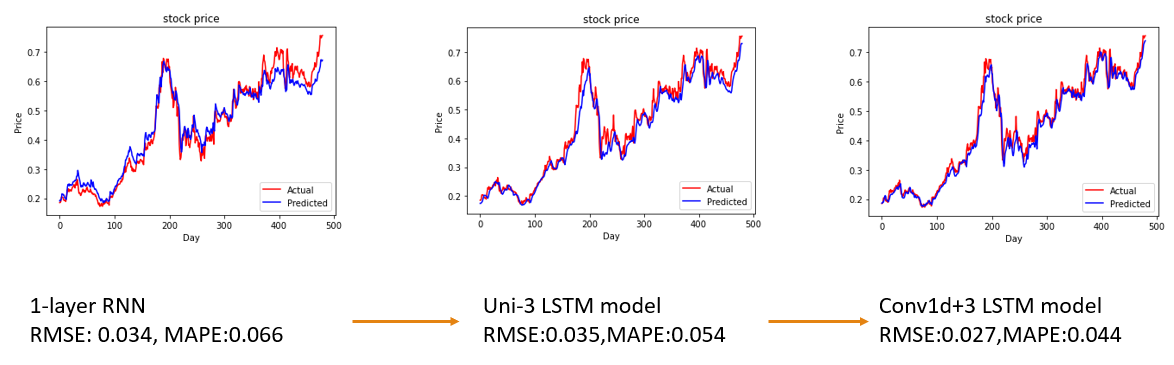 stock price
0.7
0.6
0.5
0.4
0.3
0.2
Price
0
100
200
300
400
500
Day
Actual
Predicted
stock price
0.7
0.6
0.5
0.4
0.3
0.2
Price
0
100
200
300
400
500
Day
Actual
Predicted
stock price
0.7
0.6
0.5
0.4
0.3
0.2
Price
0
100
200
300
400
500
Day
Actual
Predicted
1-layer RNN
RMSE: 0.034, MAPE:0.066
Uni-3 LSTM model
RMSE:0.035,MAPE:0.054
Conv1d+3 LSTM model
RMSE:0.027,MAPE:0.044